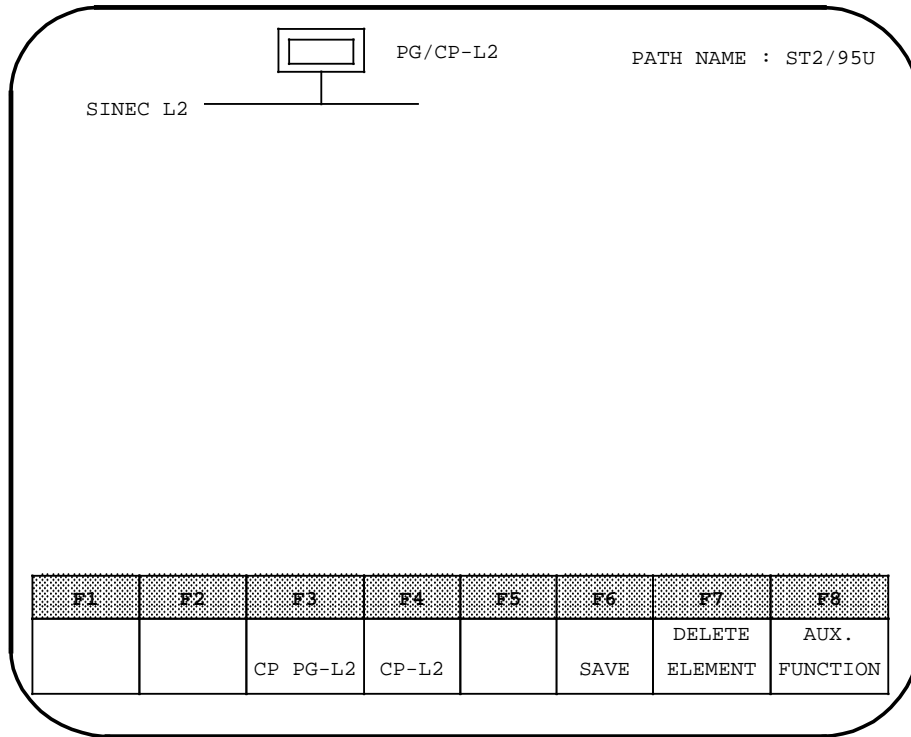 PG/CP-L2
PATH NAME : ST2/95U
SINEC L2
F1 F2 F3 F4 F5 F6 F7 F8
DELETE AUX.
CP PG-L2 CP-L2 SAVE ELEMENT FUNCTION